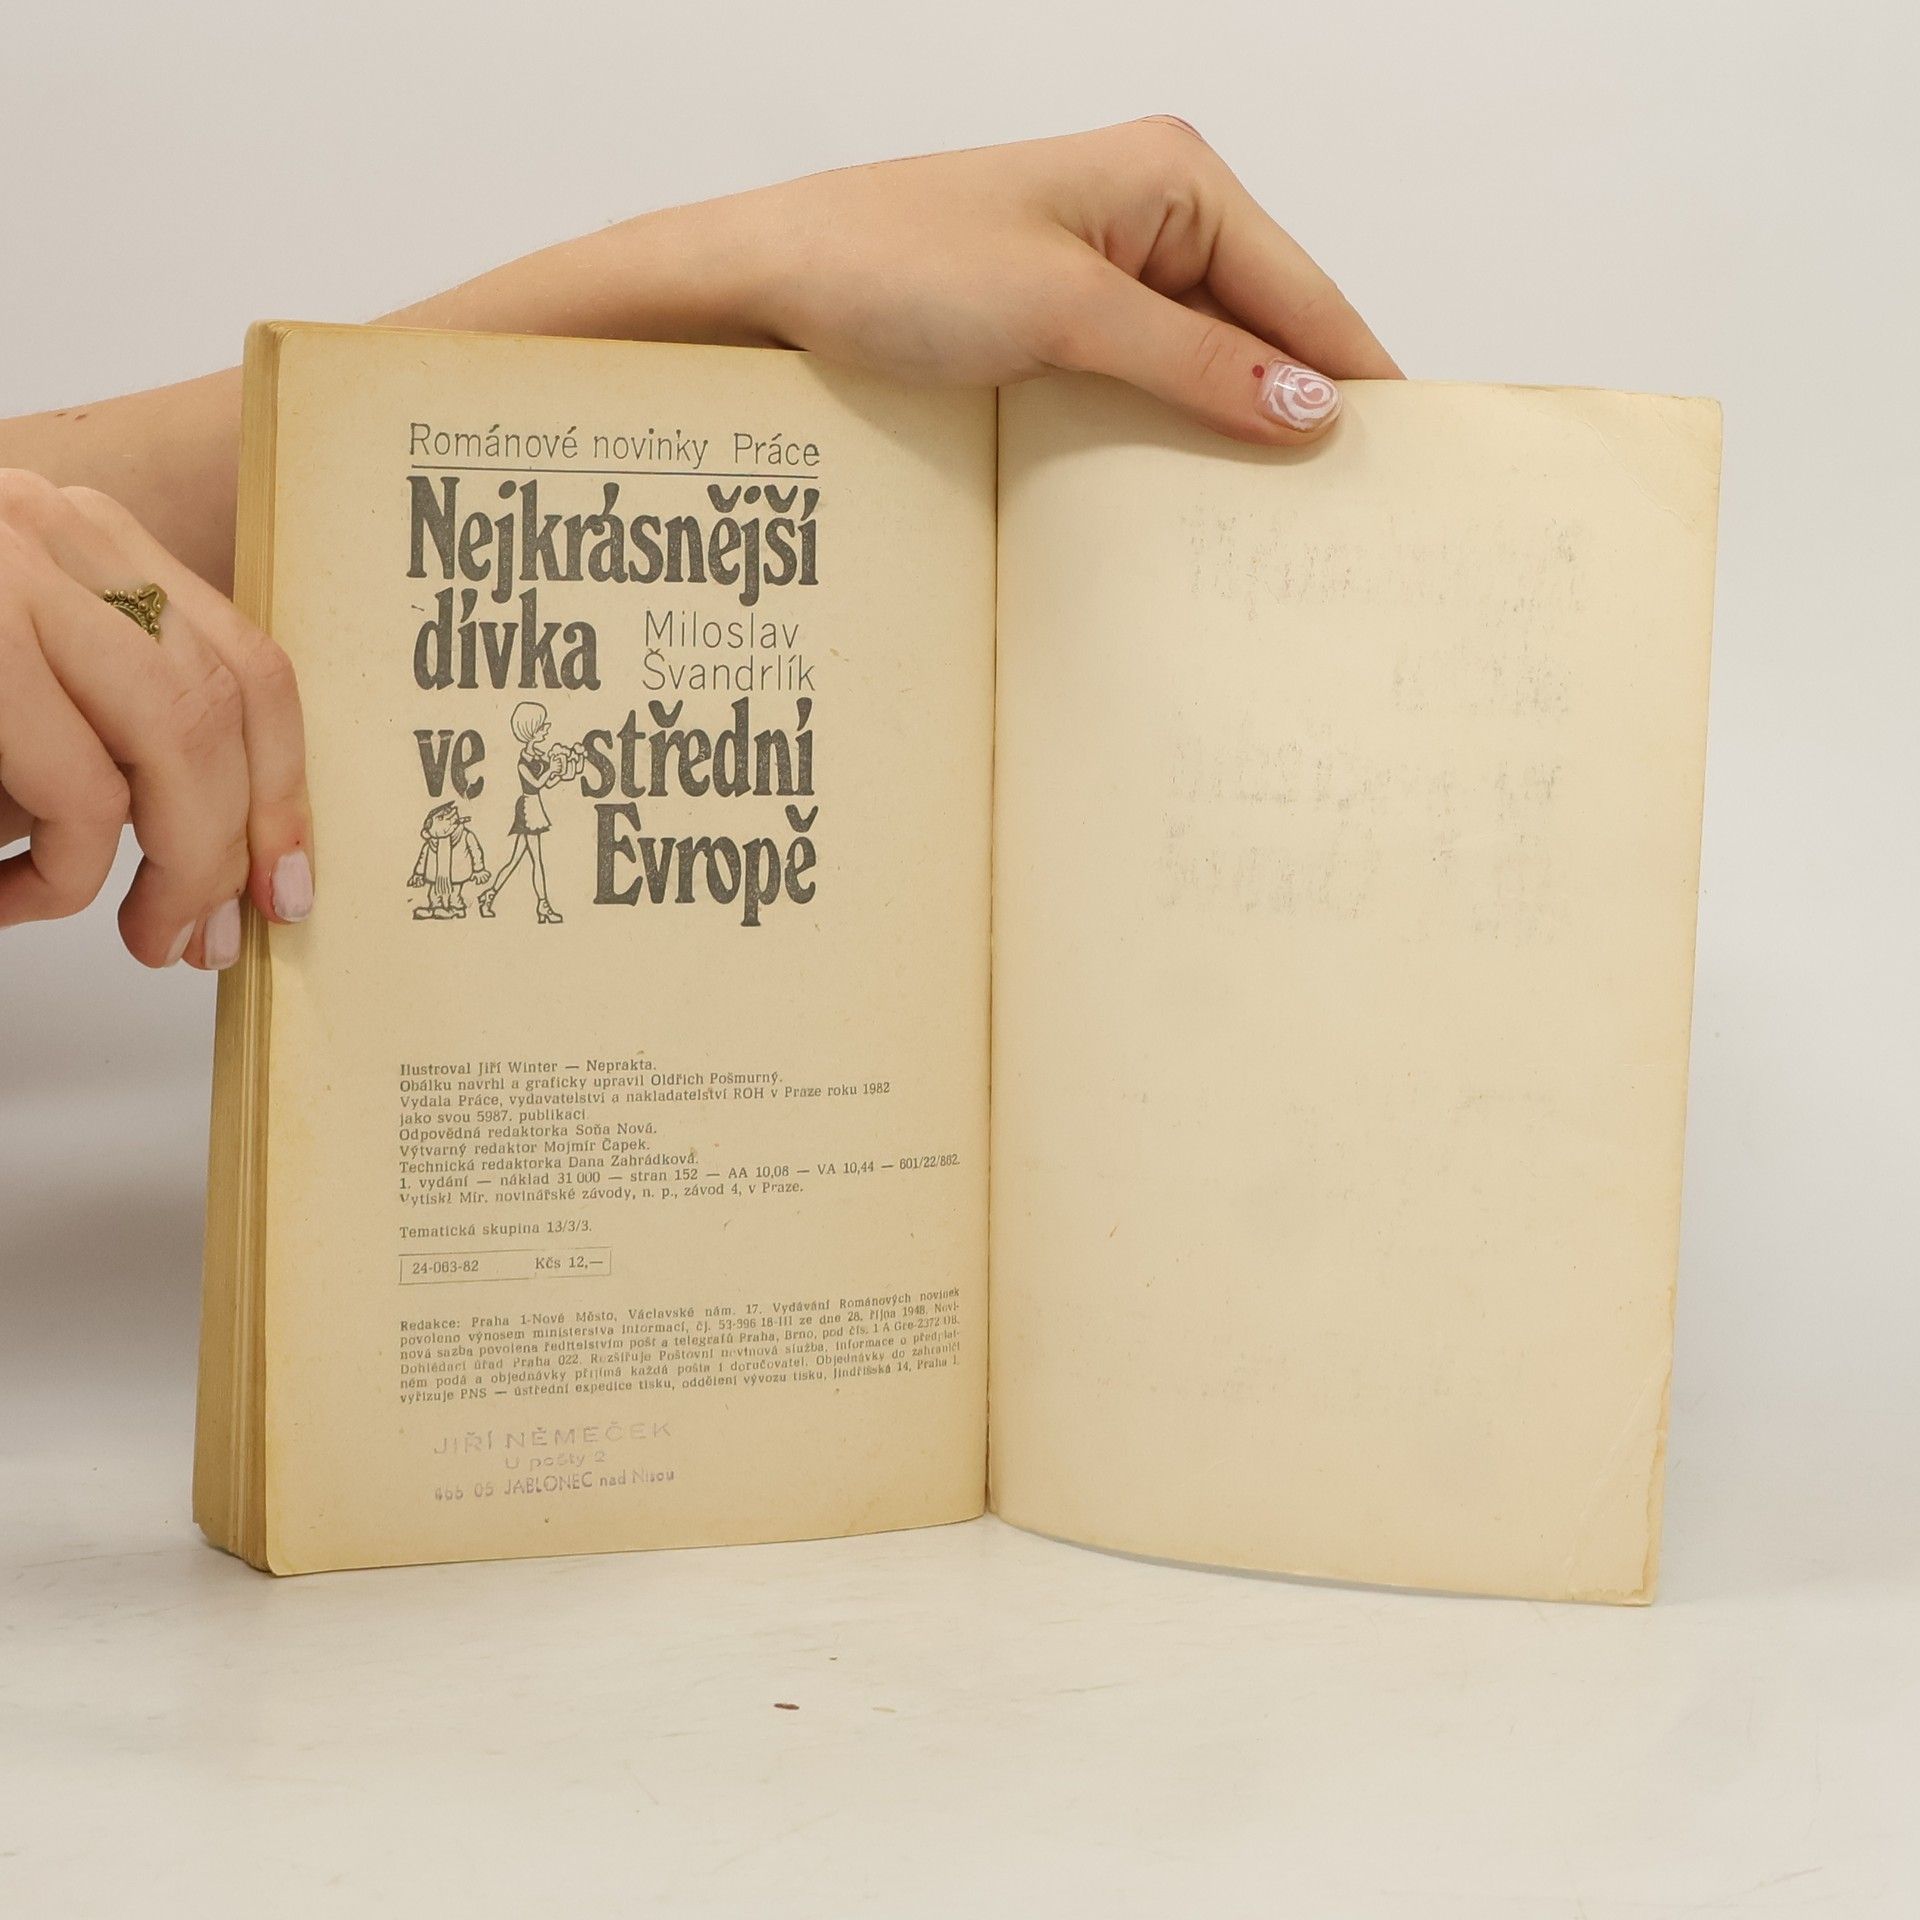 Románové novinky Práce
Nejkrásnější
dívka
Miloslav
Švandrlík
ve střední
Evropě
Ilustroval Jiří Winter — Neprakta.
Obálku navrhl a graficky upravil Oldřich Pošmurný.
Vydala Práce, vydavatelství a nakladatelství ROH v Praze roku 1982
jako svou 5987. publikaci
Odpovědná redaktorka Soňa Nová.
Výtvarný redaktor Mojmír Čapek.
Technická redaktorka Dana Zahrádková.
1. vydání — náklad 31 000 — stran 152 — AA 10,08 — VA 10,44 — 601/22/862.
Vytiskl Mír, novinářské závody, n. p., závod 4, v Praze.
Tematická skupina 13/3/3.
24-063-82 Kčs 12,—
Redakce: Praha 1-Nové Město, Václavské nám. 17. Vydávání Románových novinek
povoleno výnosem ministerstva informací, čj. 53-396 18-III ze dne 28. října 1948. Novi-
nová sazba povolena ředitelstvím pošt a telegrafů Praha, Brno, pod čís. 1 A Gre-2372 OB.
Dohlédací úřad Praha 022. Rozšiřuje Poštovní novinová služba, informace o předplat-
ném podá a objednávky přijímá každá pošta i doručovatel. Objednávky do zahraničí
vyřizuje PNS — ústřední expedice tisku, oddělení vývozu tisku, Jindřišská 14, Praha 1.
JIŘÍ NĚMEČEK
U pošty 2
466 05 JABLONEC nad Nisou